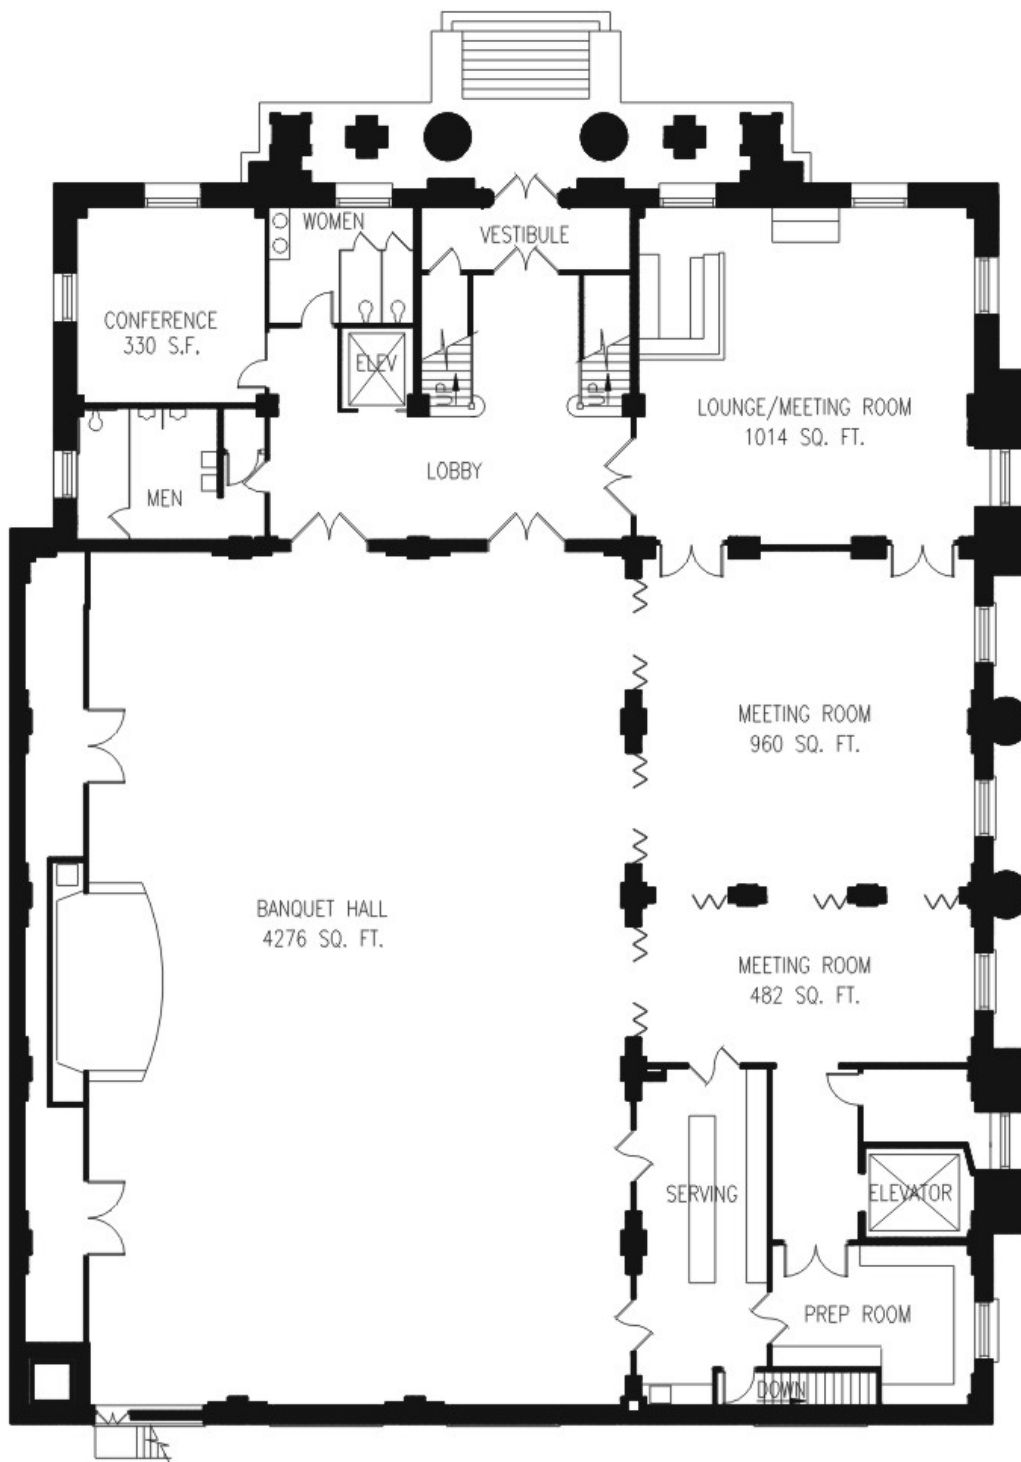 WOMEN
VESTIBULE
CONFERENCE
330 S.F.
ELEV
UP
UP
LOUNGE/MEETING ROOM
1014 SQ. FT.
LOBBY
MEN
MEETING ROOM
960 SQ. FT.
BANQUET HALL
4276 SQ. FT.
MEETING ROOM
482 SQ. FT.
SERVING
ELEVATOR
PREP ROOM
DOWN